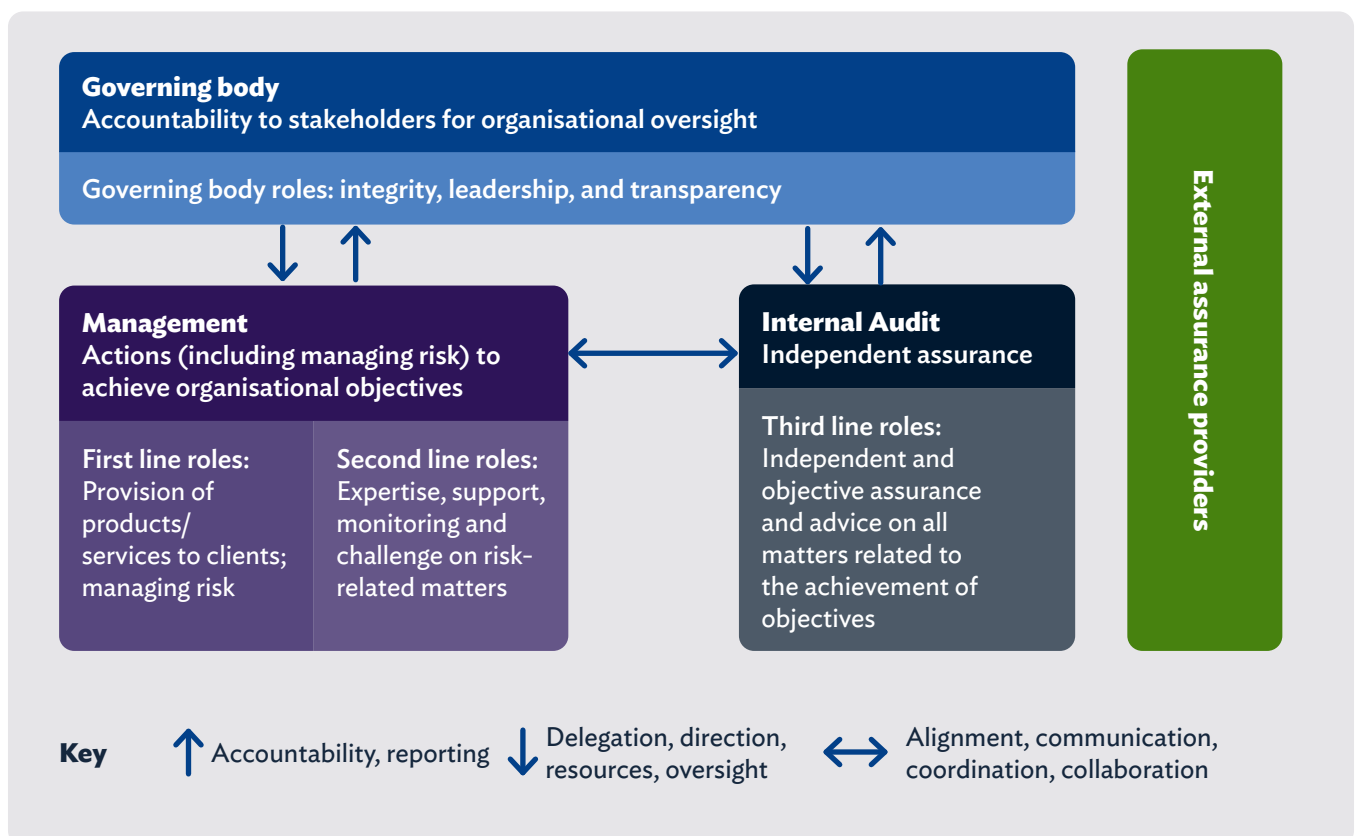 Governing body
Accountability to stakeholders for organisational oversight
Governing body roles: integrity, leadership, and transparency
Management
Actions (including managing risk) to
achieve organisational objectives
First line roles:
Provision of
products/
services to clients;
managing risk
Second line roles:
Expertise, support,
monitoring and
challenge on risk-
related matters
Internal Audit
Independent assurance
Third line roles:
Independent and
objective assurance
and advice on all
matters related to
the achievement of
objectives
External assurance providers
Key
Accountability, reporting
Delegation, direction,
resources, oversight
Alignment, communication,
coordination, collaboration